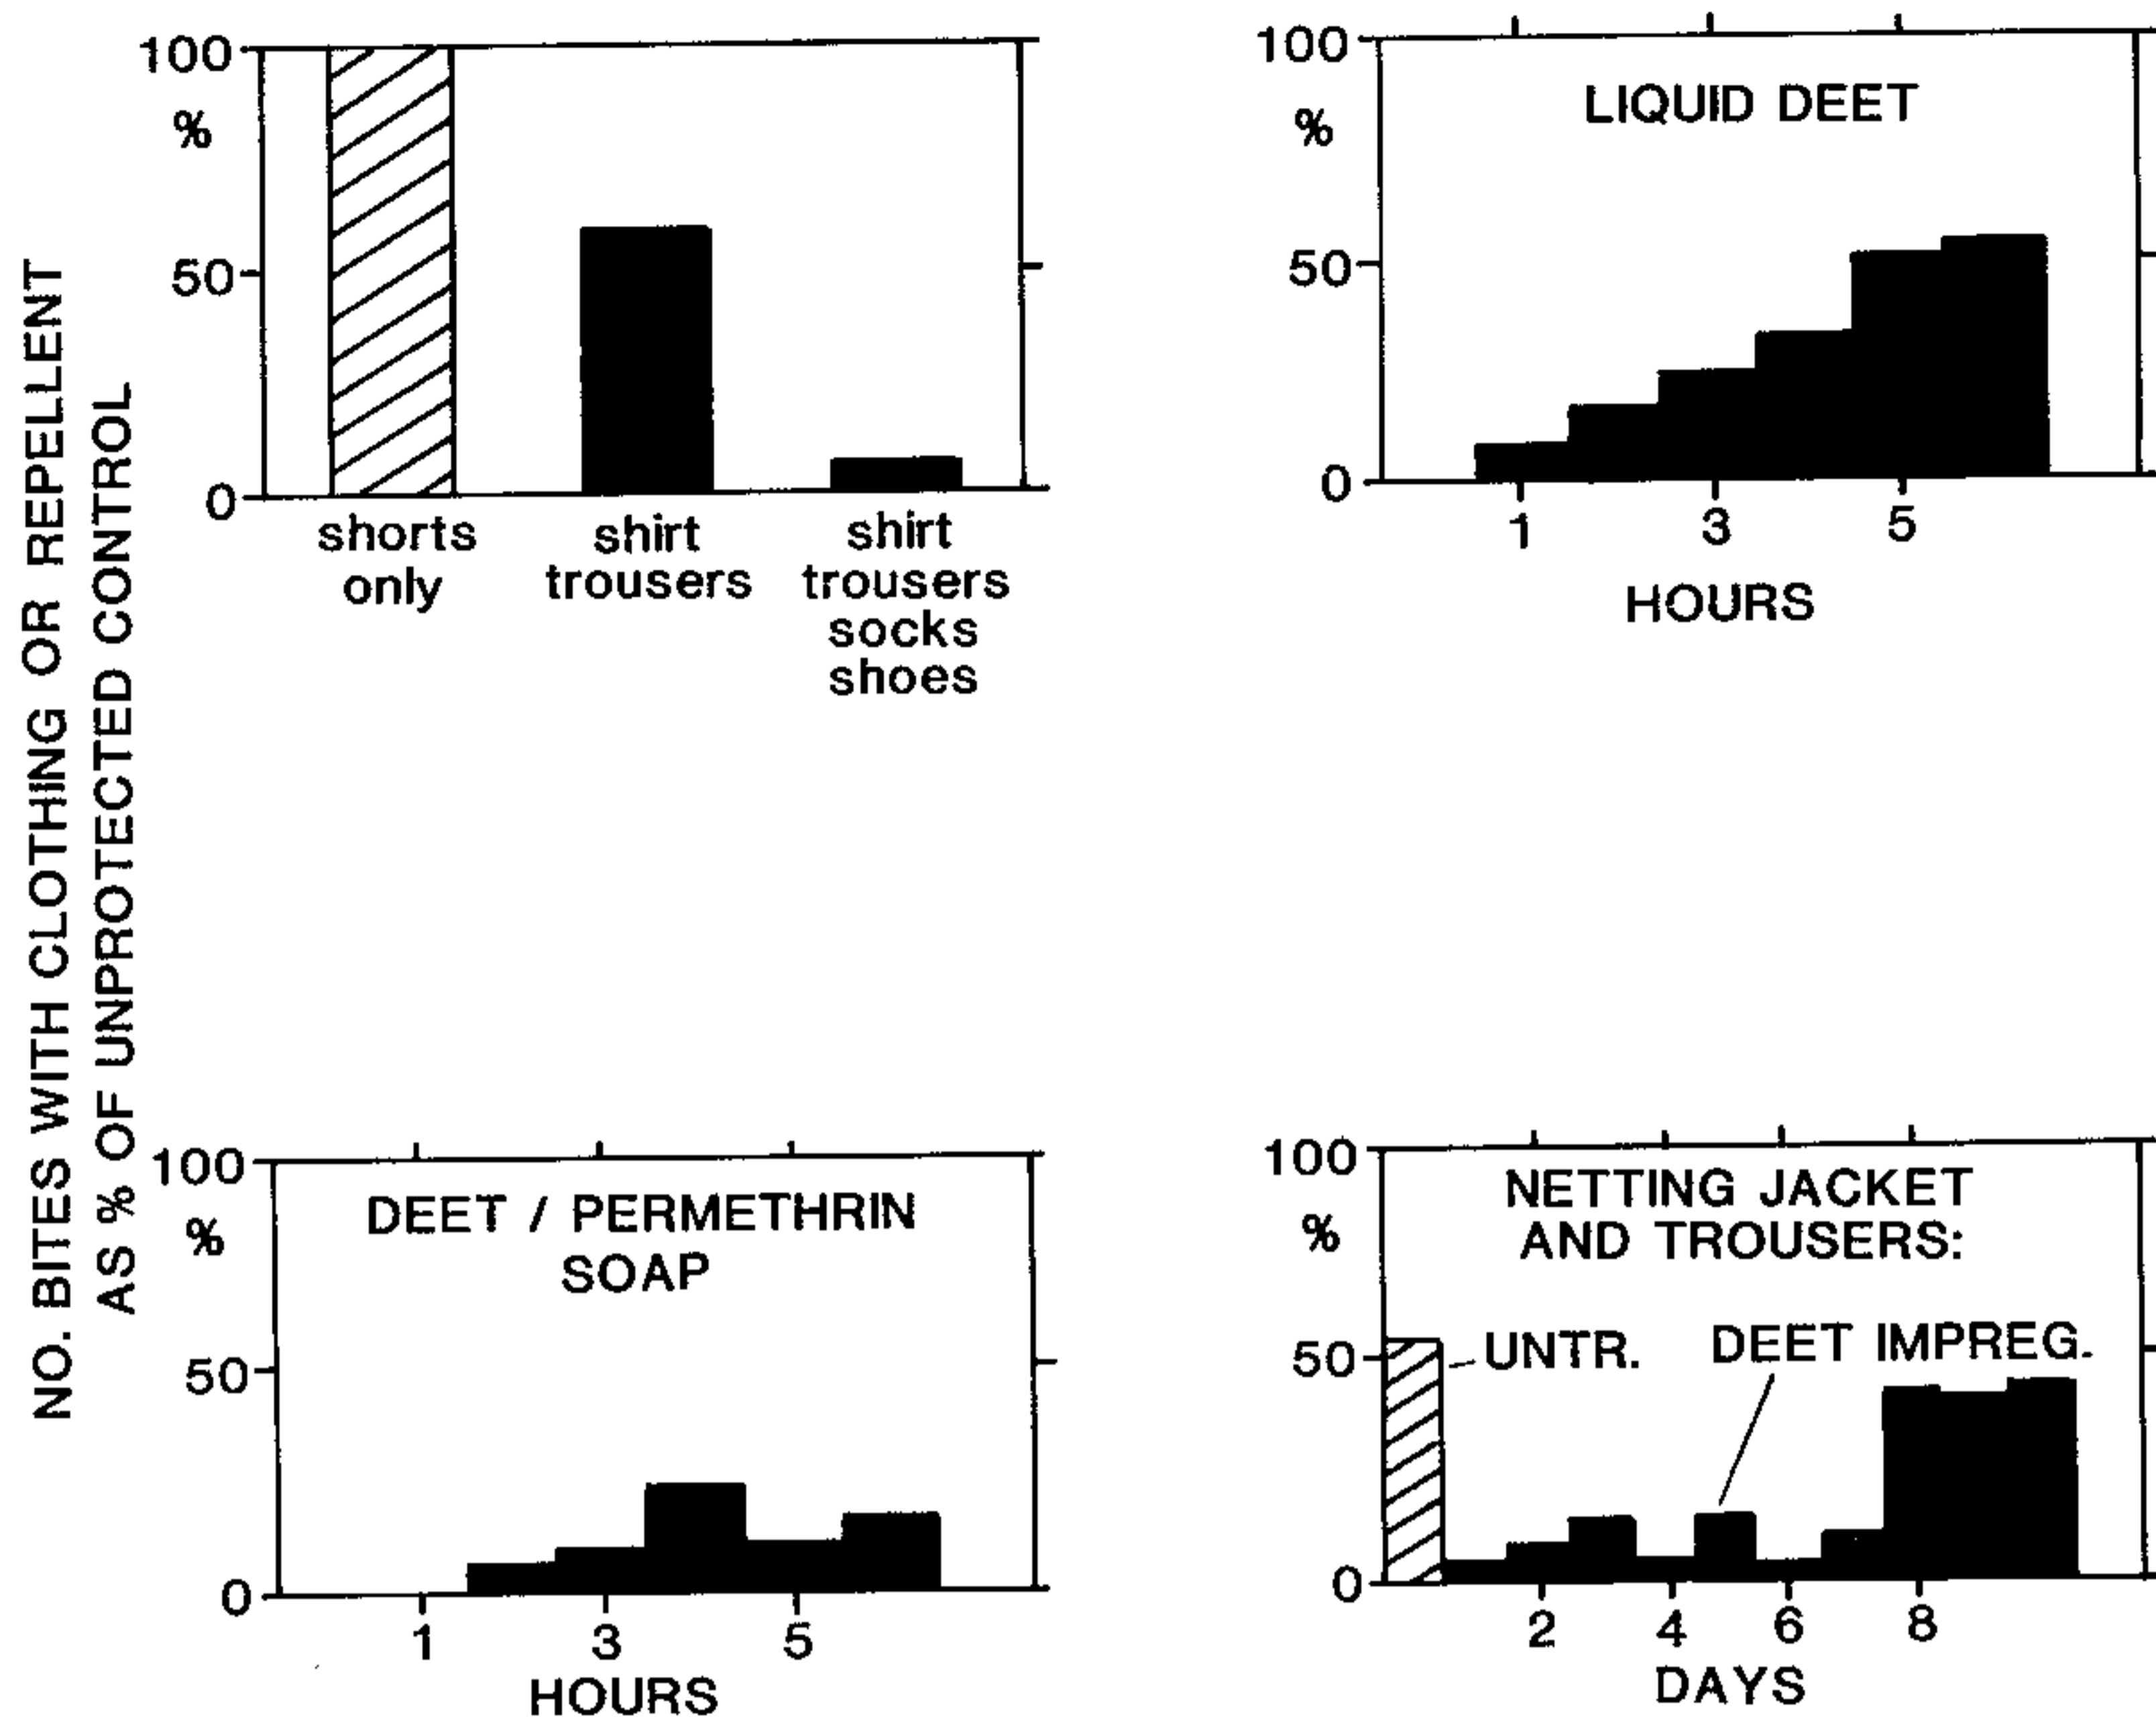 NO. BITES WITH CLOTHING OR REPELLENT
AS % OF UNPROTECTED CONTROL
100
%
50
0
shorts
only
shirt
trousers
shirt
trousers
socks
shoes
100
%
50
0
LIQUID DEET
1 3 5
HOURS
100
%
50
0
DEET / PERMETHRIN
SOAP
1 3 5
HOURS
100
%
50
0
NETTING JACKET
AND TROUSERS:
UNTR. DEET IMPREG.
2 4 6 8
DAYS